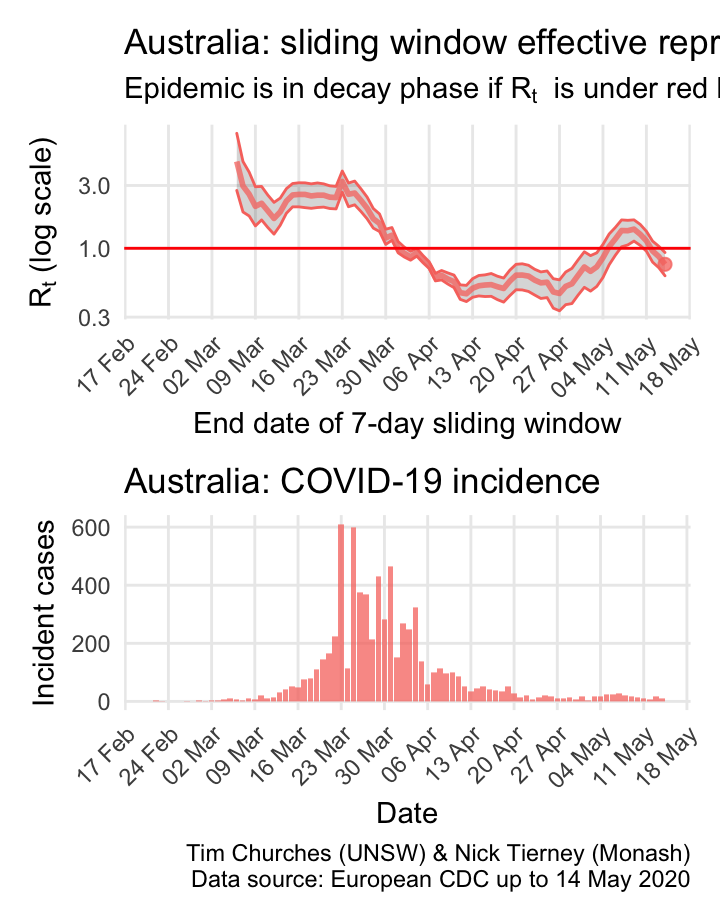 Australia: sliding window effective repr
Epidemic is in decay phase if Rt is under red
Rt (log scale)
3.0
1.0
0.3
17 Feb
24 Feb
02 Mar
09 Mar
16 Mar
23 Mar
30 Mar
06 Apr
13 Apr
20 Apr
27 Apr
04 May
11 May
18 May
End date of 7-day sliding window
Australia: COVID-19 incidence
Incident cases
600
400
200
0
17 Feb
24 Feb
02 Mar
09 Mar
16 Mar
23 Mar
30 Mar
06 Apr
13 Apr
20 Apr
27 Apr
04 May
11 May
18 May
Date
Tim Churches (UNSW) & Nick Tierney (Monash)
Data source: European CDC up to 14 May 2020